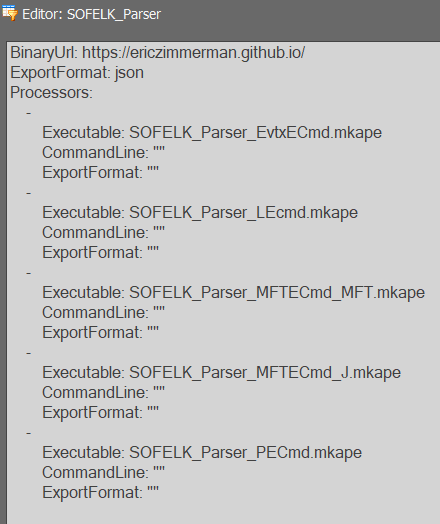 Editor: SOFELK_Parser
BinaryUrl: https://ericzimmerman.github.io/
ExportFormat: json
Processors:
-
Executable: SOFELK_Parser_EvtxECmd.mkape
CommandLine: ""
ExportFormat: ""
-
Executable: SOFELK_Parser_LEcmd.mkape
CommandLine: ""
ExportFormat: ""
-
Executable: SOFELK_Parser_MFTECmd_MFT.mkape
CommandLine: ""
ExportFormat: ""
-
Executable: SOFELK_Parser_MFTECmd_J.mkape
CommandLine: ""
ExportFormat: ""
-
Executable: SOFELK_Parser_PECmd.mkape
CommandLine: ""
ExportFormat: ""